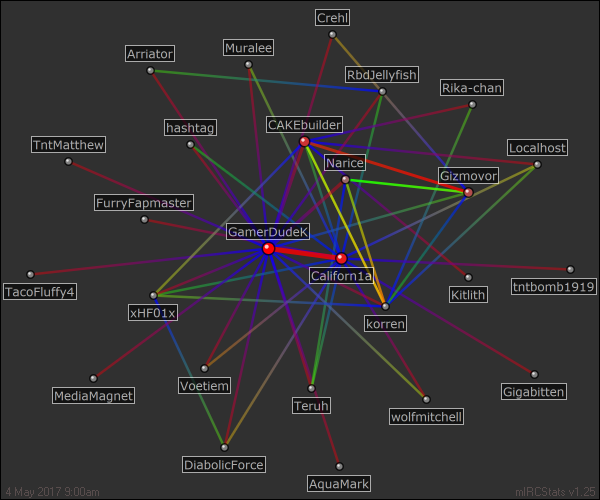 Crehl
Muralee
Arriator
RbdJellyfish
Rika-chan
CAKEbuilder
hashtag
TntMatthew
Localhost
Narice
Gizmovor
FurryFapmaster
GamerDudeK
Californ1a
TacoFluffy4
Kitlith
tntbomb1919
xHF01x
korren
MediaMagnet
Voetiem
Gigabitten
Teruh
wolfmitchell
DiabolicForce
AquaMark
4 May 2017 9:00am
mIRCStats v1.25